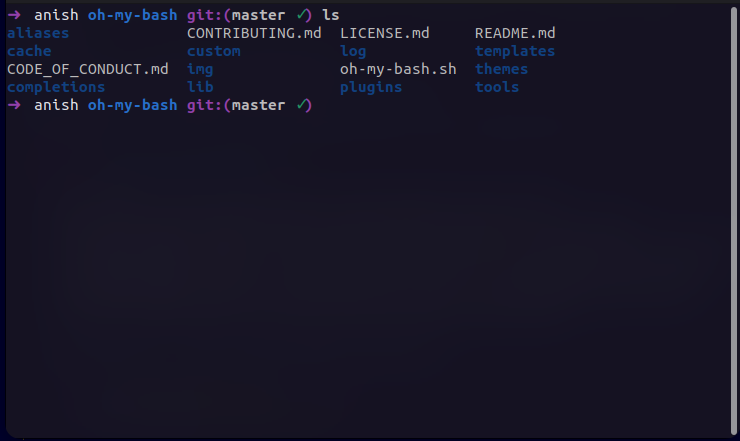 ➜ anish oh-my-bash git:(master ✓) ls
aliases CONTRIBUTING.md LICENSE.md README.md
cache custom log templates
CODE_OF_CONDUCT.md img oh-my-bash.sh themes
completions lib plugins tools
➜ anish oh-my-bash git:(master ✓)